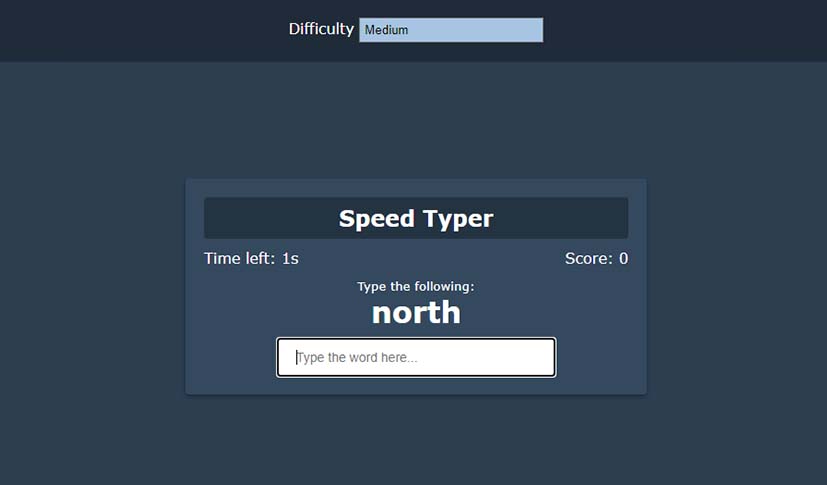 Difficulty Medium
Speed Typer
Time left: 1s Score: 0
Type the following:
north
Type the word here...